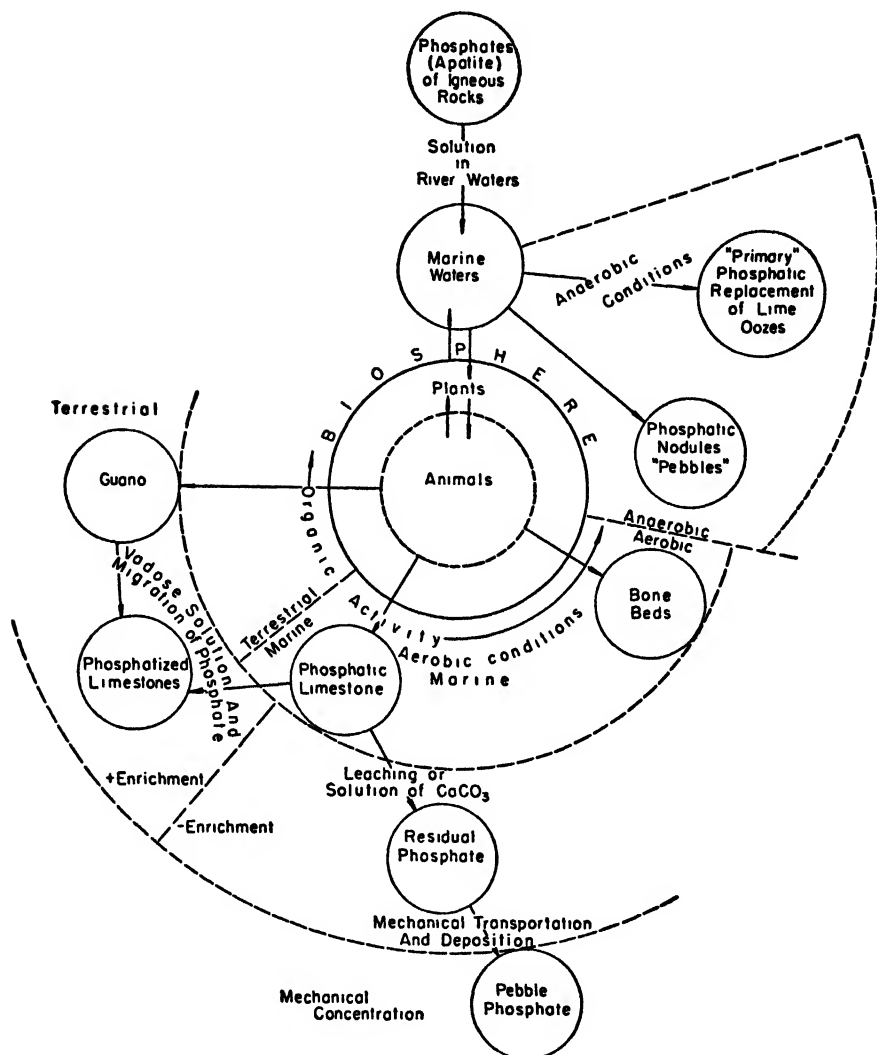 Phosphates
(Apatite)
of Igneous
Rocks
Solution
in
River Waters
Marine
Waters
Anaerobic
Conditions
"Primary"
Phosphatic
Replacement
of Lime
Oozes
BIOSPHERE
Plants
Animals
Phosphatic
Nodules
"Pebbles"
Terrestrial
Guano
Organic
Activity
Anaerobic
Aerobic
Bone
Beds
Vadose Solution And
Migration of Phosphate
Terrestrial
Marine
Aerobic conditions
Marine
Phosphatized
Limestones
Phosphatic
Limestone
+Enrichment
-Enrichment
Leaching or
Solution of CaCO₃
Residual
Phosphate
Mechanical Transportation
And Deposition
Mechanical
Concentration
Pebble
Phosphate